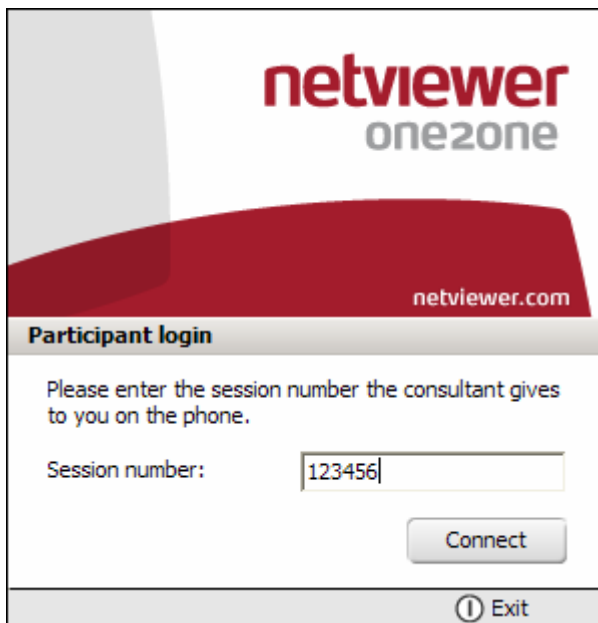 netviewer
one2one
netviewer.com
Participant login
Please enter the session number the consultant gives
to you on the phone.
Session number: 123456
Connect
Exit